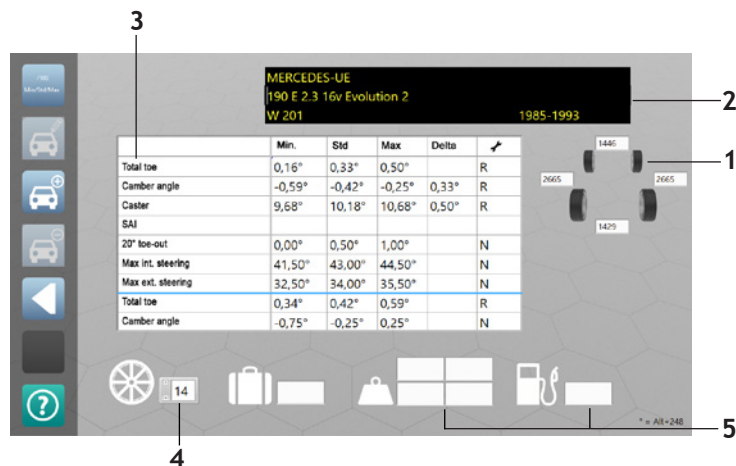 3
MERCEDES-UE
190 E 2.3 16v Evolution 2
W 201 1985-1993
2
Min. Std Max Delta
Total toe 0,16° 0,33° 0,50° R
Camber angle -0,59° -0,42° -0,25° 0,33° R
Caster 9,68° 10,18° 10,68° 0,50° R
SAI
20° toe-out 0,00° 0,50° 1,00° N
Max int. steering 41,50° 43,00° 44,50° N
Max ext. steering 32,50° 34,00° 35,50° N
Total toe 0,34° 0,42° 0,59° R
Camber angle -0,75° -0,25° 0,25° N
1446
1
2665 2665
1429
14
?
* = Alt+248
5
4